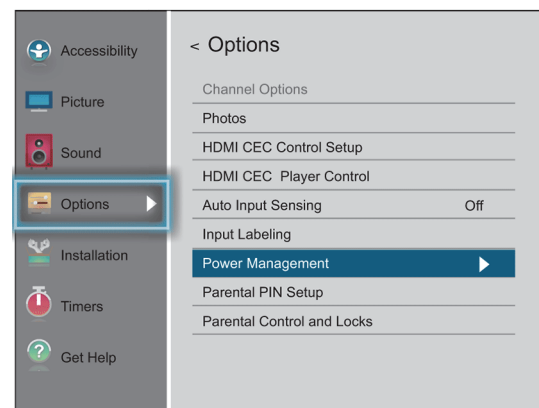 Accessibility
Picture
Sound
Options
Installation
Timers
Get Help
< Options
Channel Options
Photos
HDMI CEC Control Setup
HDMI CEC  Player Control
Auto Input Sensing Off
Input Labeling
Power Management
Parental PIN Setup
Parental Control and Locks